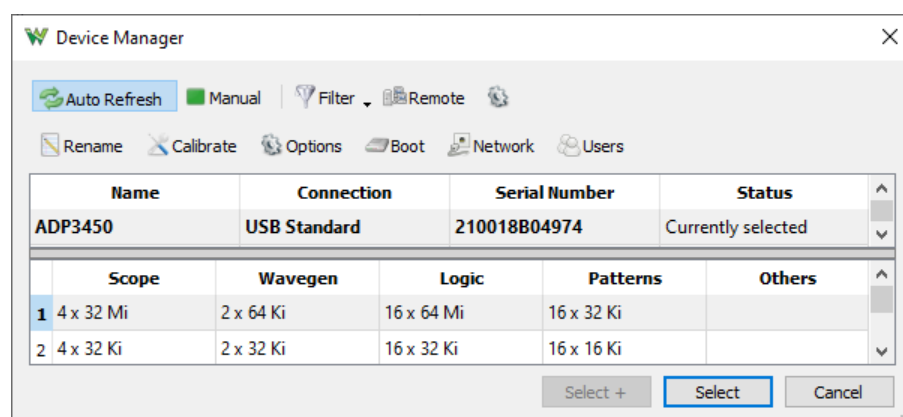 Device Manager
Auto Refresh Manual Filter Remote
Rename Calibrate Options Boot Network Users
Name Connection Serial Number Status
ADP3450 USB Standard 210018B04974 Currently selected
Scope Wavegen Logic Patterns Others
1 4 x 32 Mi 2 x 64 Ki 16 x 64 Mi 16 x 32 Ki
2 4 x 32 Ki 2 x 32 Ki 16 x 32 Ki 16 x 16 Ki
Select + Select Cancel